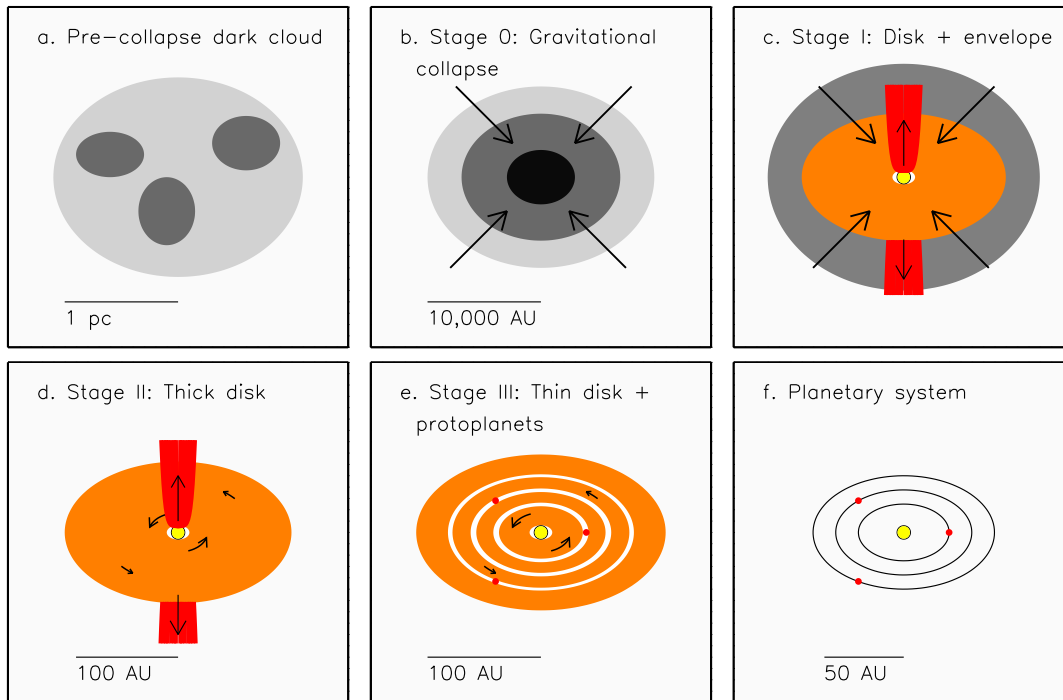 a. Pre-collapse dark cloud
1 pc
b. Stage 0: Gravitational
collapse
10,000 AU
c. Stage I: Disk + envelope
d. Stage II: Thick disk
100 AU
e. Stage III: Thin disk +
protoplanets
100 AU
f. Planetary system
50 AU